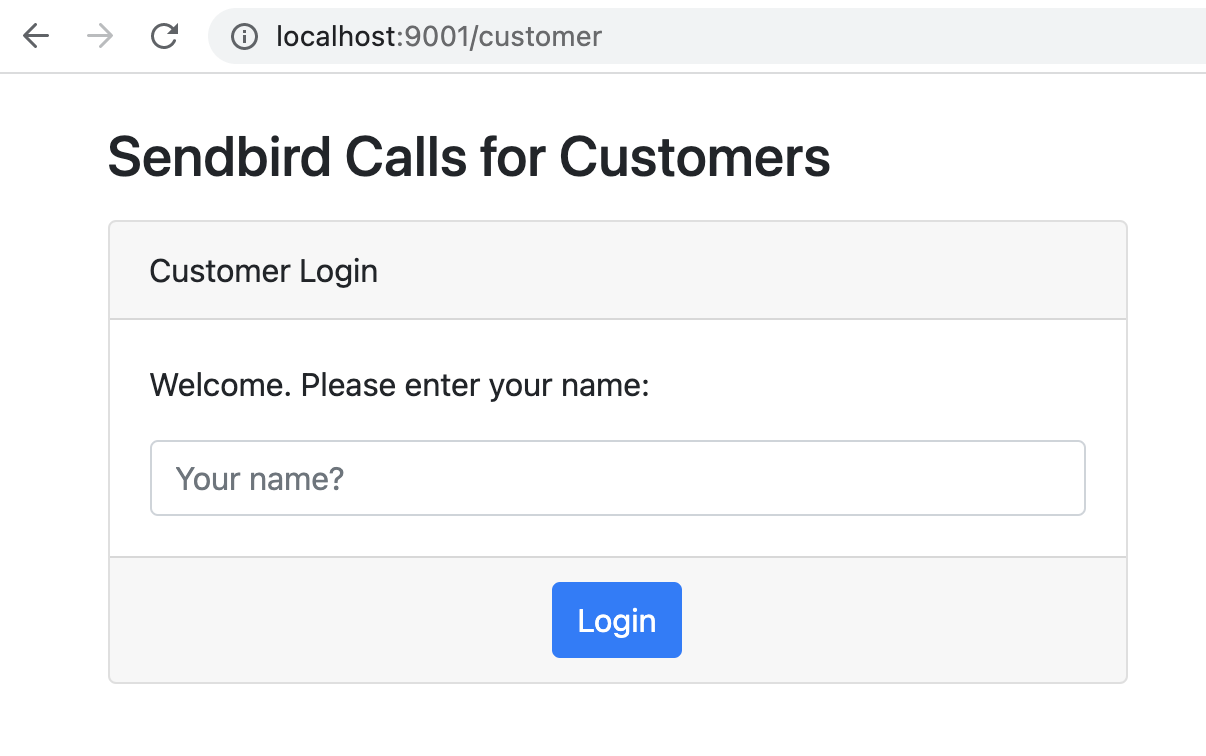 localhost:9001/customer
Sendbird Calls for Customers
Customer Login
Welcome. Please enter your name:
Your name?
Login